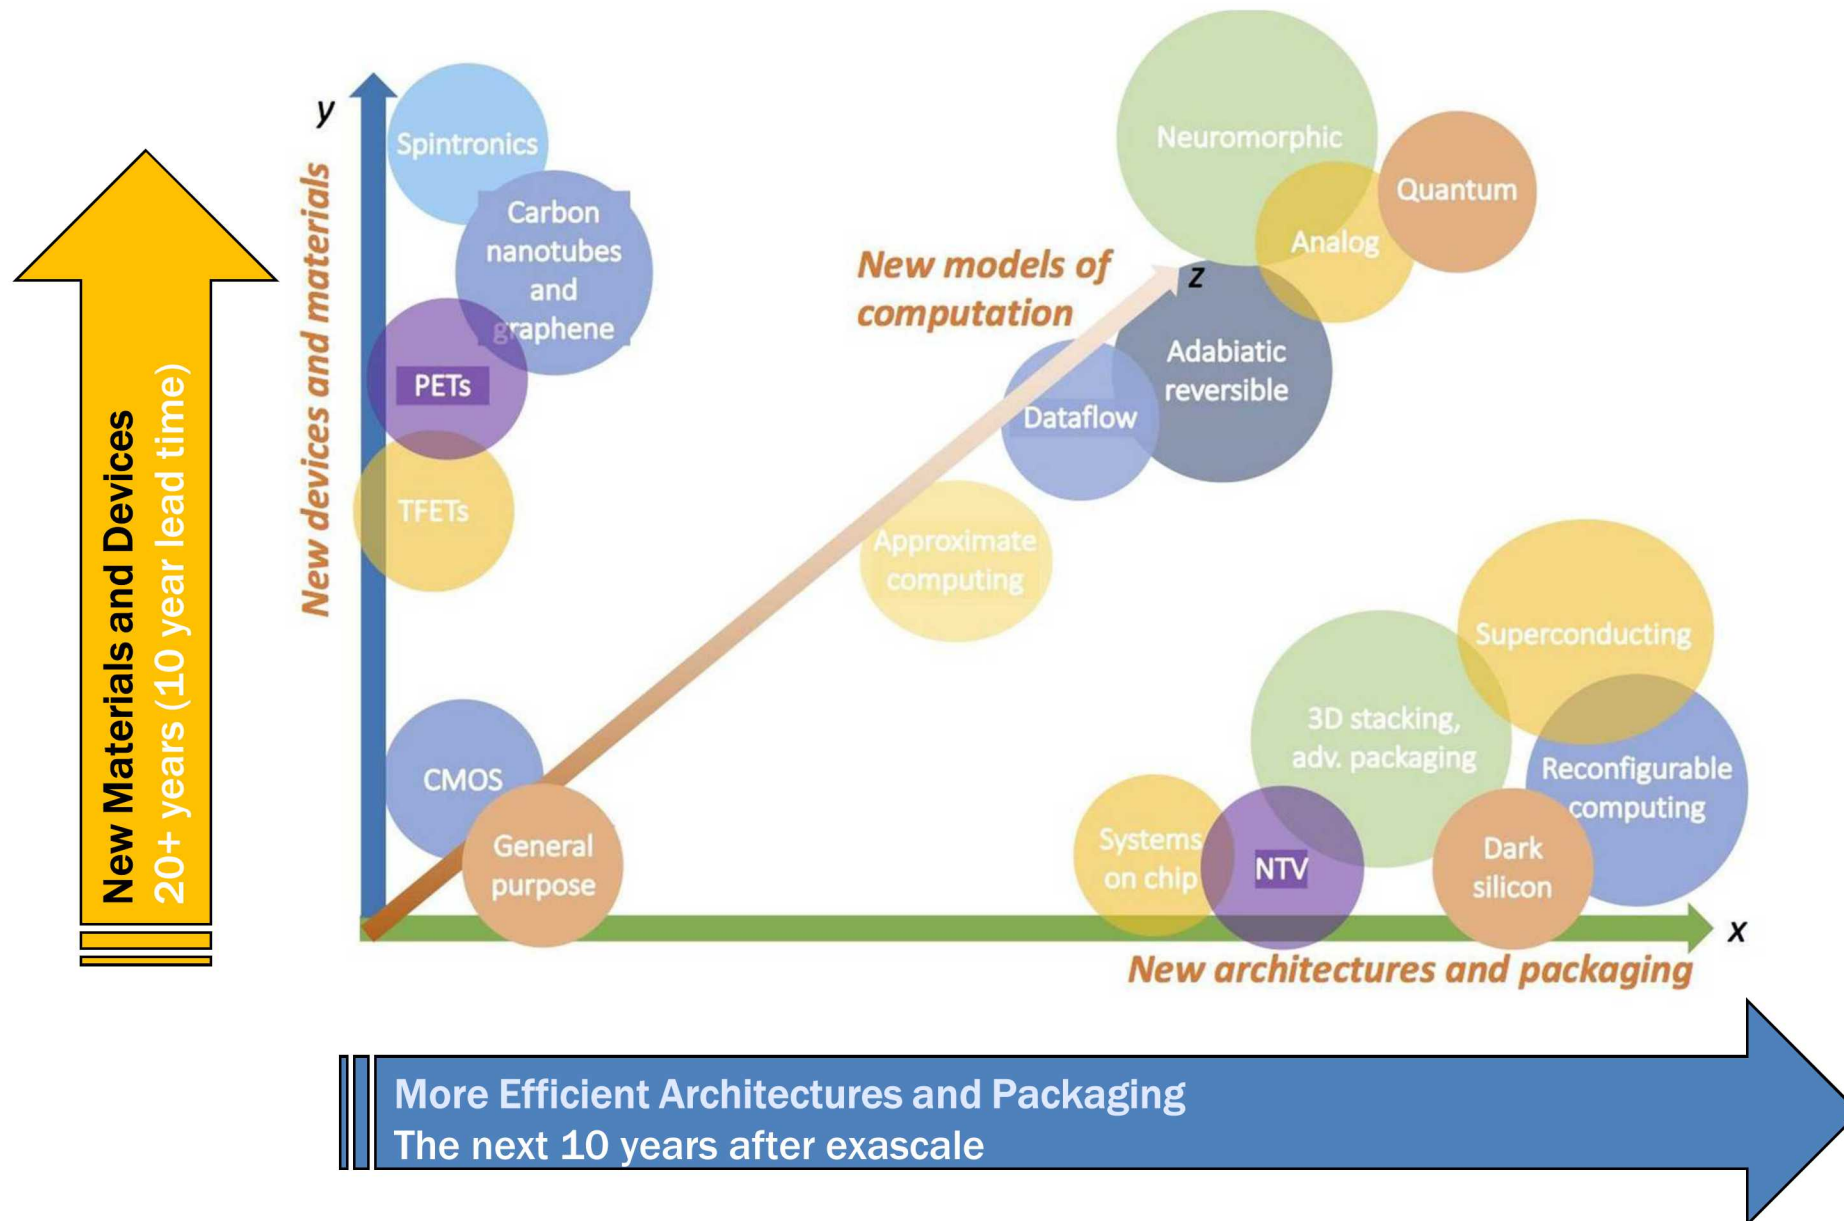 y
Spintronics
Carbon
nanotubes
and
graphene
PETs
TFETs
CMOS
General
purpose
New devices and materials
New Materials and Devices
20+ years (10 year lead time)
New models of
computation
z
Neuromorphic
Quantum
Analog
Adabiatic
reversible
Dataflow
Approximate
computing
Superconducting
3D stacking,
adv. packaging
Reconfigurable
computing
Systems
on chip
NTV
Dark
silicon
x
New architectures and packaging
More Efficient Architectures and Packaging
The next 10 years after exascale